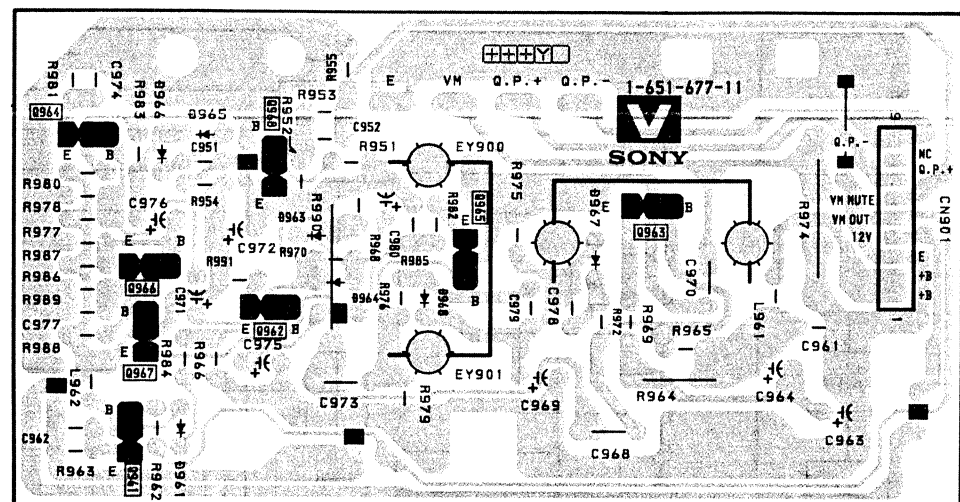 E VM Q.P.+ Q.P.-
1-651-677-11
V
SONY
R981
C974
R983
D966
D965
C951
R952
R953
R955
C952
R951
EY900
Q964
E B
B
E
R980
R978
R977
R987
R986
R989
C977
R988
C976
R954
C972
D963
R990
R970
R991
R968
C980
R982
R985
Q965
E
B
R975
D967
Q963
E B
R974
Q.P.-
9
NC
Q.P.+
VM MUTE
VM OUT
12V
E
+B
+B
1
CN901
E B
Q966
C971
B
E
Q967
Q962
E B
C975
D964
R976
D968
C979
C978
R972
R969
R965
C970
L961
C961
R984
R966
EY901
C973
R979
C969
R964
C964
C963
C968
L962
C962
R963
B
E
Q961
R962
D961